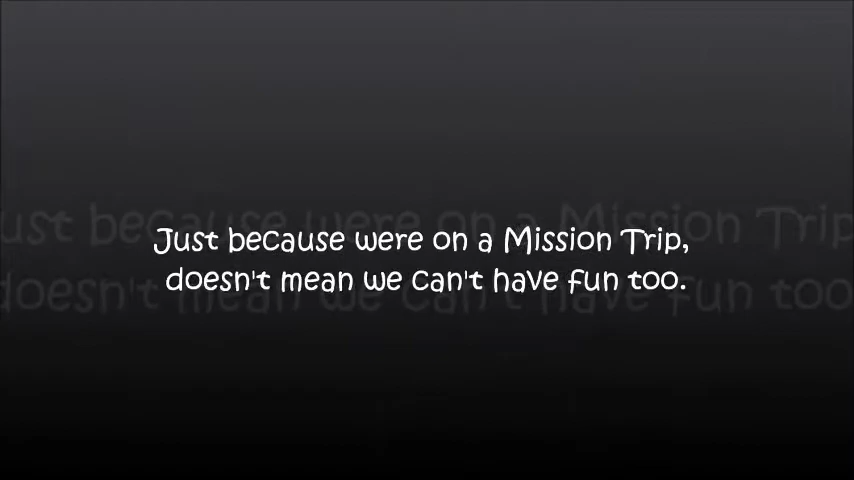 Just because were on a Mission Trip,
doesn't mean we can't have fun too.